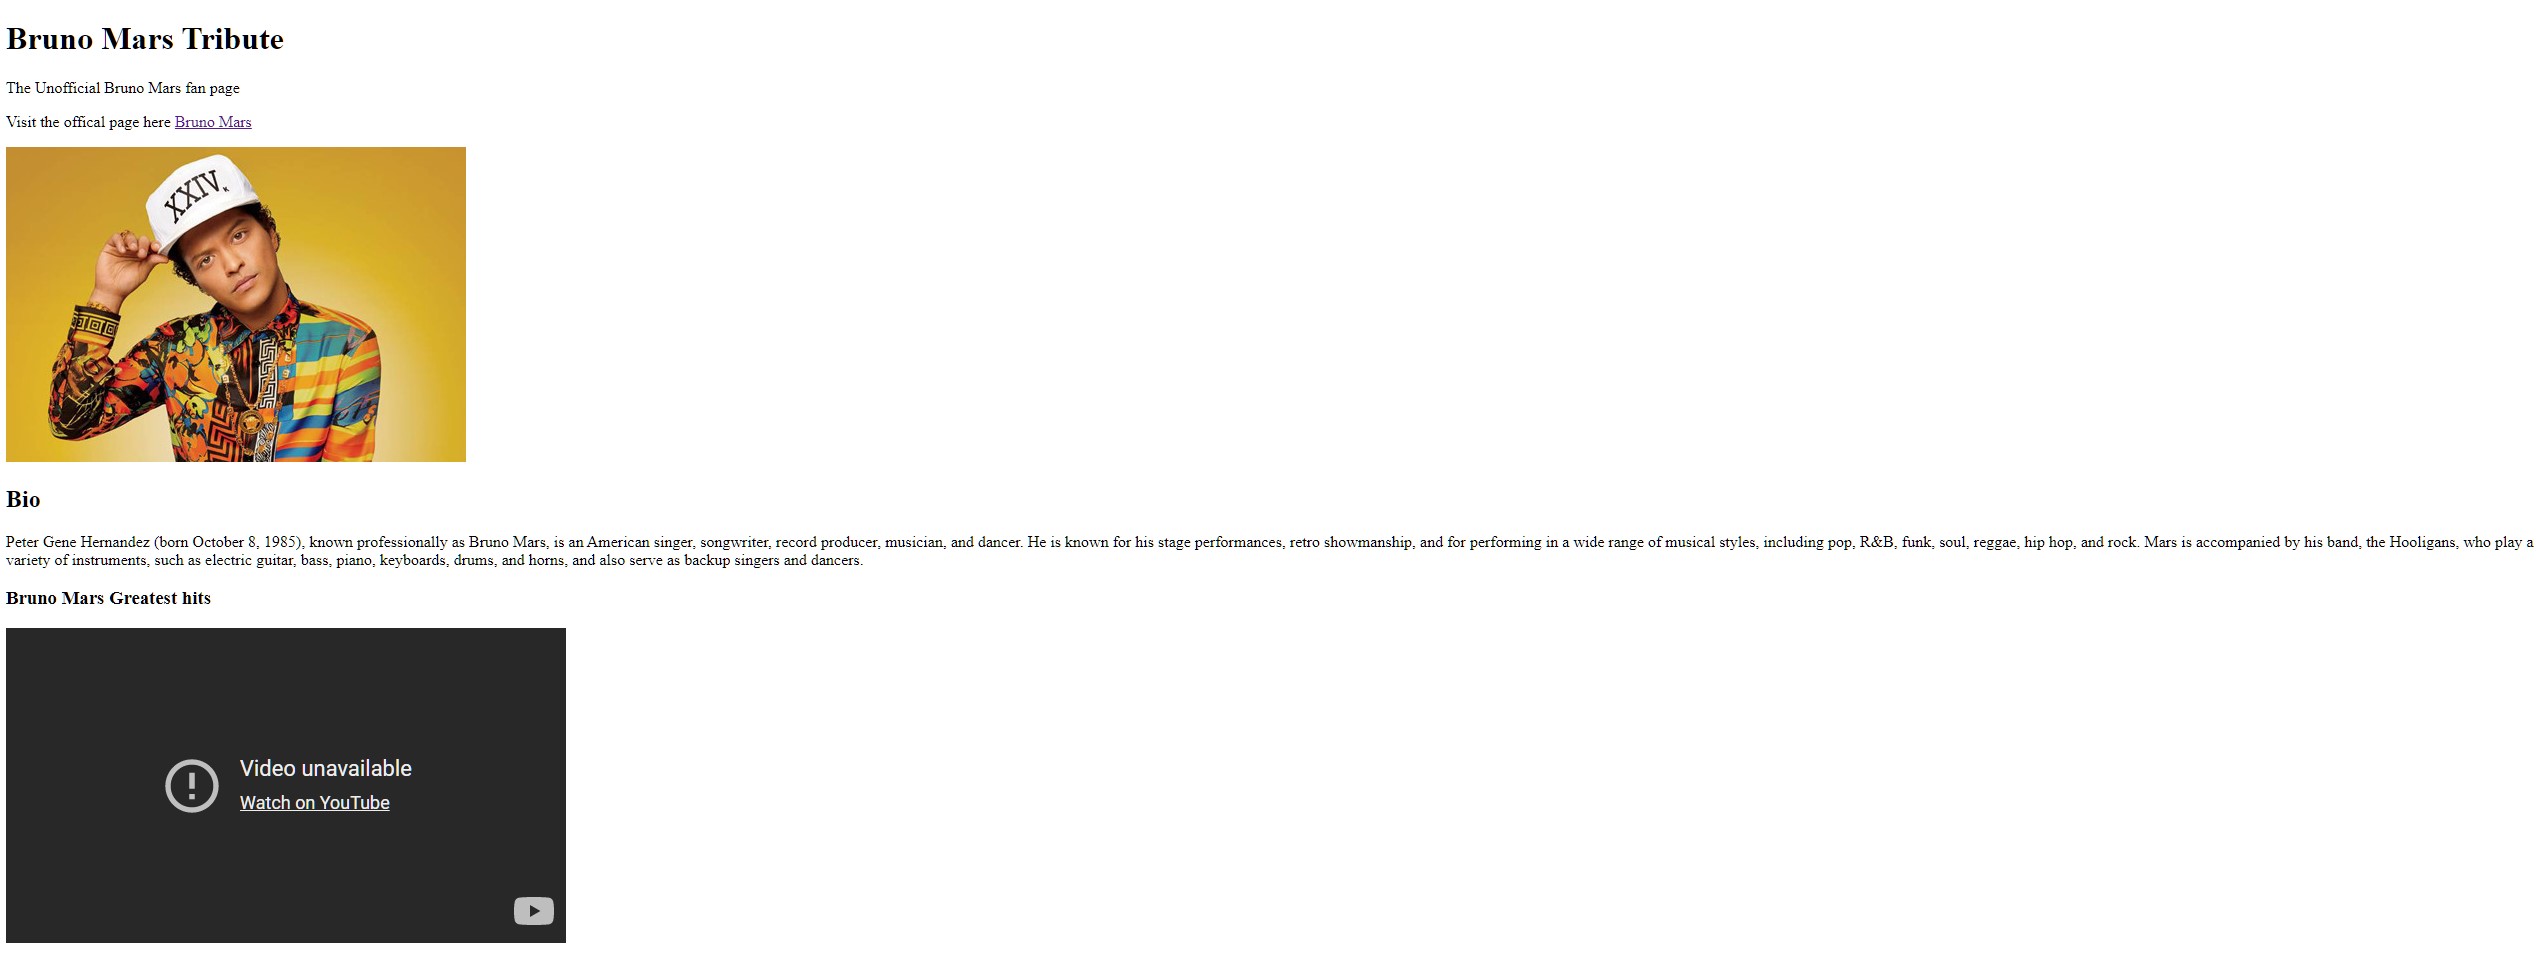 Bruno Mars Tribute
The Unofficial Bruno Mars fan page
Visit the offical page here Bruno Mars
XXIV.K
Bio
Peter Gene Hernandez (born October 8, 1985), known professionally as Bruno Mars, is an American singer, songwriter, record producer, musician, and dancer. He is known for his stage performances, retro showmanship, and for performing in a wide range of musical styles, including pop, R&B, funk, soul, reggae, hip hop, and rock. Mars is accompanied by his band, the Hooligans, who play a
variety of instruments, such as electric guitar, bass, piano, keyboards, drums, and horns, and also serve as backup singers and dancers.
Bruno Mars Greatest hits
Video unavailable
Watch on YouTube